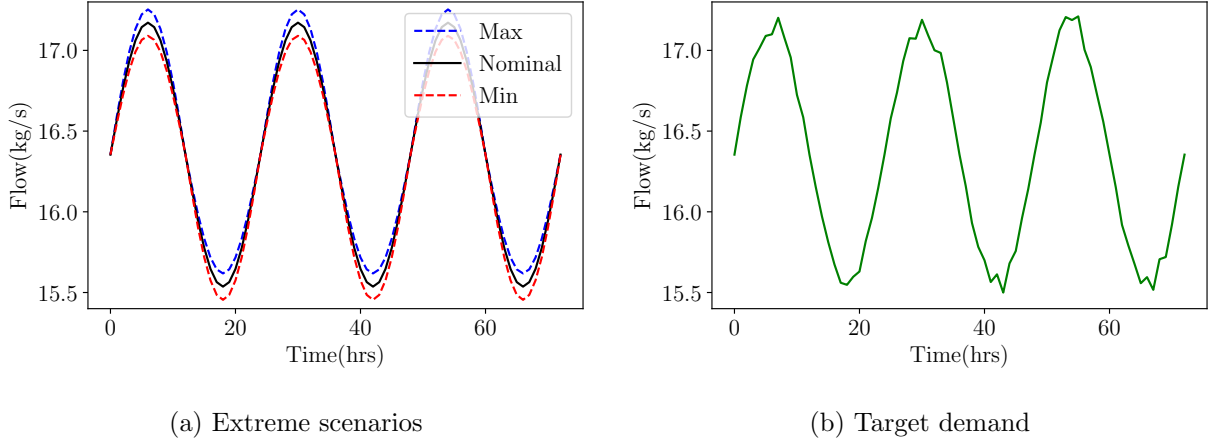 17.0
16.5
16.0
15.5
Flow(kg/s)
0
20
40
60
Time(hrs)
Max
Nominal
Min
(a) Extreme scenarios
17.0
16.5
16.0
15.5
Flow(kg/s)
0
20
40
60
Time(hrs)
(b) Target demand